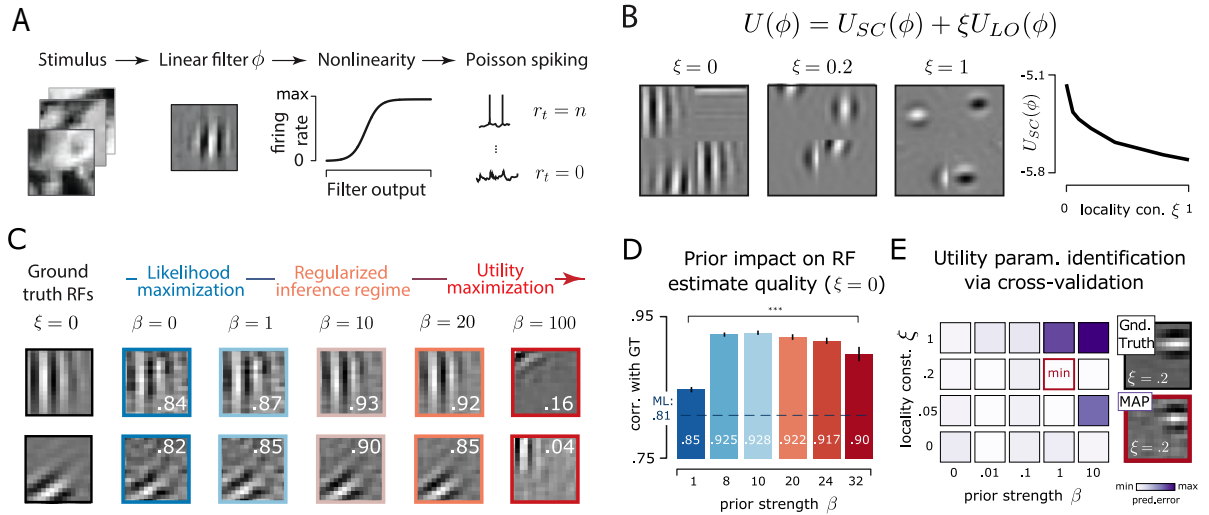 A
Stimulus
Linear filter ϕ
Nonlinearity
Poisson spiking
max
firing
rate
0
Filter output
r_t = n
...
r_t = 0
B
U(ϕ) = U_SC(ϕ) + ξU_LO(ϕ)
ξ = 0
ξ = 0.2
ξ = 1
-5.1
U_SC(ϕ)
-5.8
0
locality con. ξ
1
C
Ground
truth RFs
Likelihood
maximization
Regularized
inference regime
Utility
maximization
ξ = 0
β = 0
β = 1
β = 10
β = 20
β = 100
.84
.87
.93
.92
.16
.82
.85
.90
.85
.04
D
Prior impact on RF
estimate quality (ξ = 0)
.95
***
corr. with GT
ML:
.81
.75
.85
.925
.928
.922
.917
.90
1
8
10
20
24
32
prior strength β
E
Utility param. identification
via cross-validation
locality const. ξ
1
.2
.05
0
min
0
.01
.1
1
10
prior strength β
Gnd.
Truth
ξ = .2
MAP
ξ = .2
min
max
pred.error